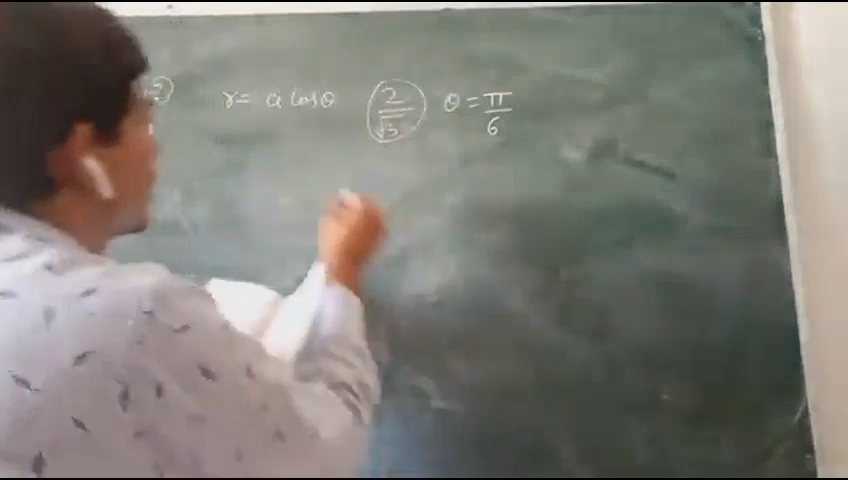 r = a cosθ 2/√3 θ = π/6